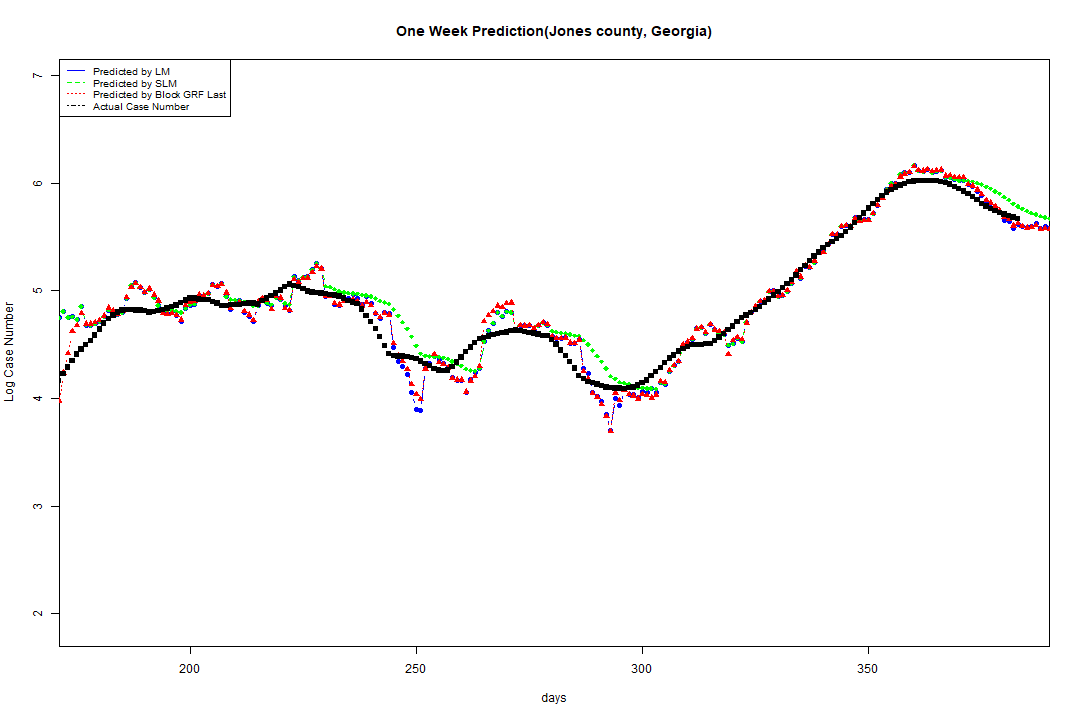 One Week Prediction(Jones county, Georgia)
Predicted by LM
Predicted by SLM
Predicted by Block GRF Last
Actual Case Number
7
6
5
4
3
2
Log Case Number
200
250
300
350
days